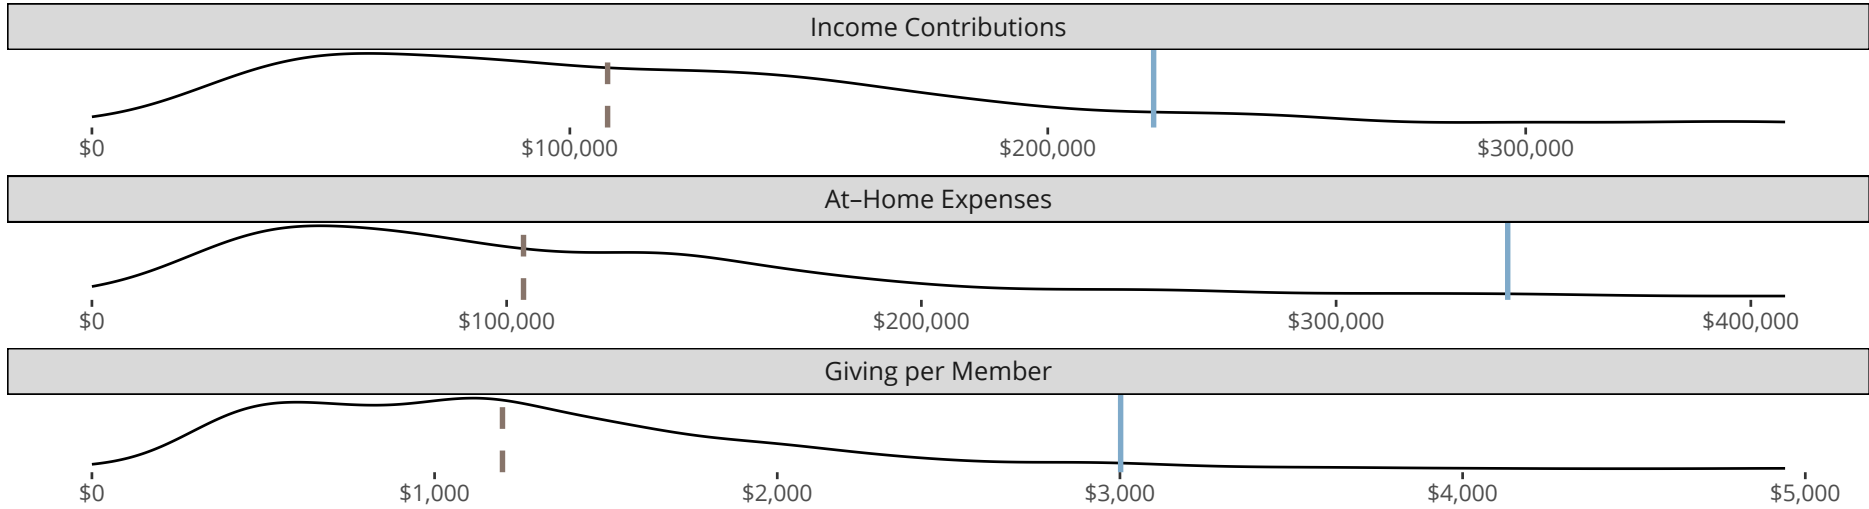 Income Contributions
$0 $100,000 $200,000 $300,000
At–Home Expenses
$0 $100,000 $200,000 $300,000 $400,000
Giving per Member
$0 $1,000 $2,000 $3,000 $4,000 $5,000